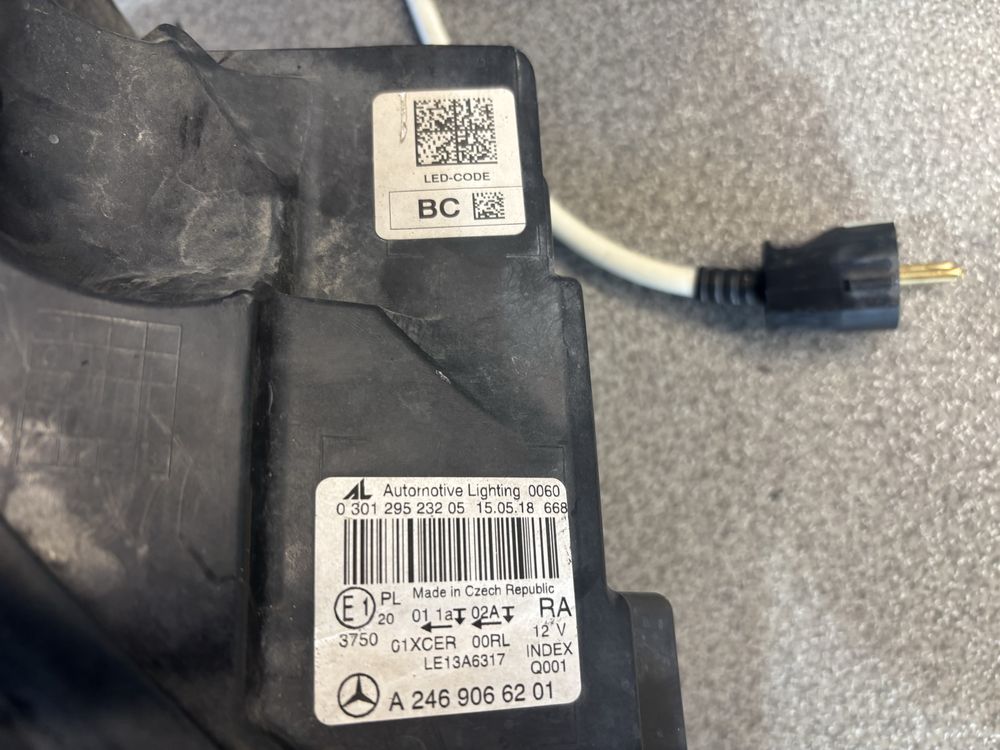 LED-CODE
BC
AL Automotive Lighting 0060
0 301 295 232 05 15.05.18 668
Made in Czech Republic
E1 PL 20 01 1a 02A RA
3750 01XCER 00RL 12 V
LE13A6317 INDEX
Q001
A 246 906 62 01